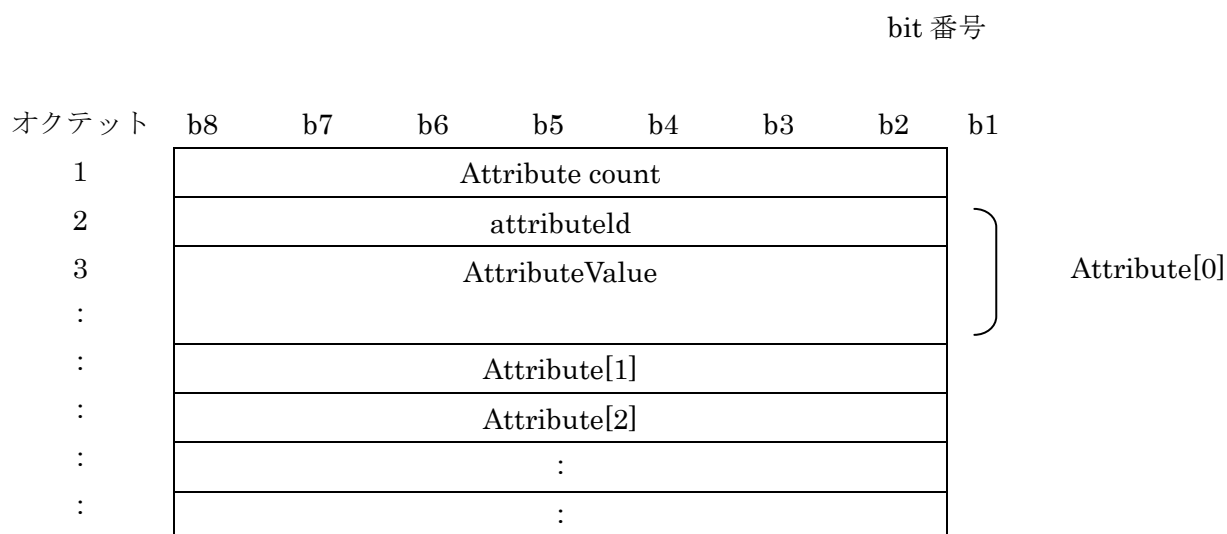 bit 番号
オクテット b8 b7 b6 b5 b4 b3 b2 b1
1 Attribute count
2 attributeld
3 AttributeValue Attribute[0]
:
: Attribute[1]
: Attribute[2]
: :
: :